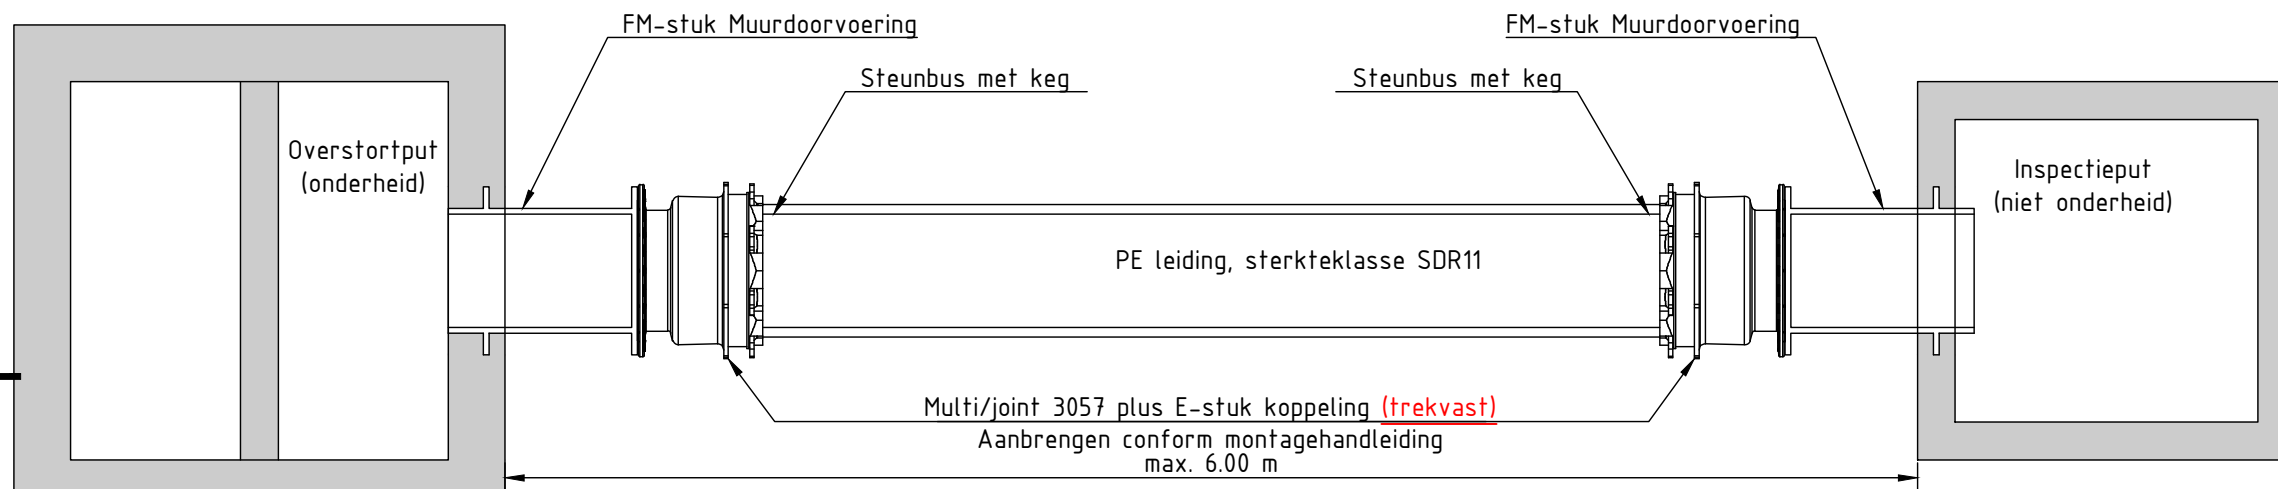 FM-stuk Muurdoorvoering
FM-stuk Muurdoorvoering
Steunbus met keg
Steunbus met keg
Overstortput
(onderheid)
Inspectieput
(niet onderheid)
PE leiding, sterkteklasse SDR11
Multi/joint 3057 plus E-stuk koppeling (trekvast)
Aanbrengen conform montagehandleiding
max. 6.00 m